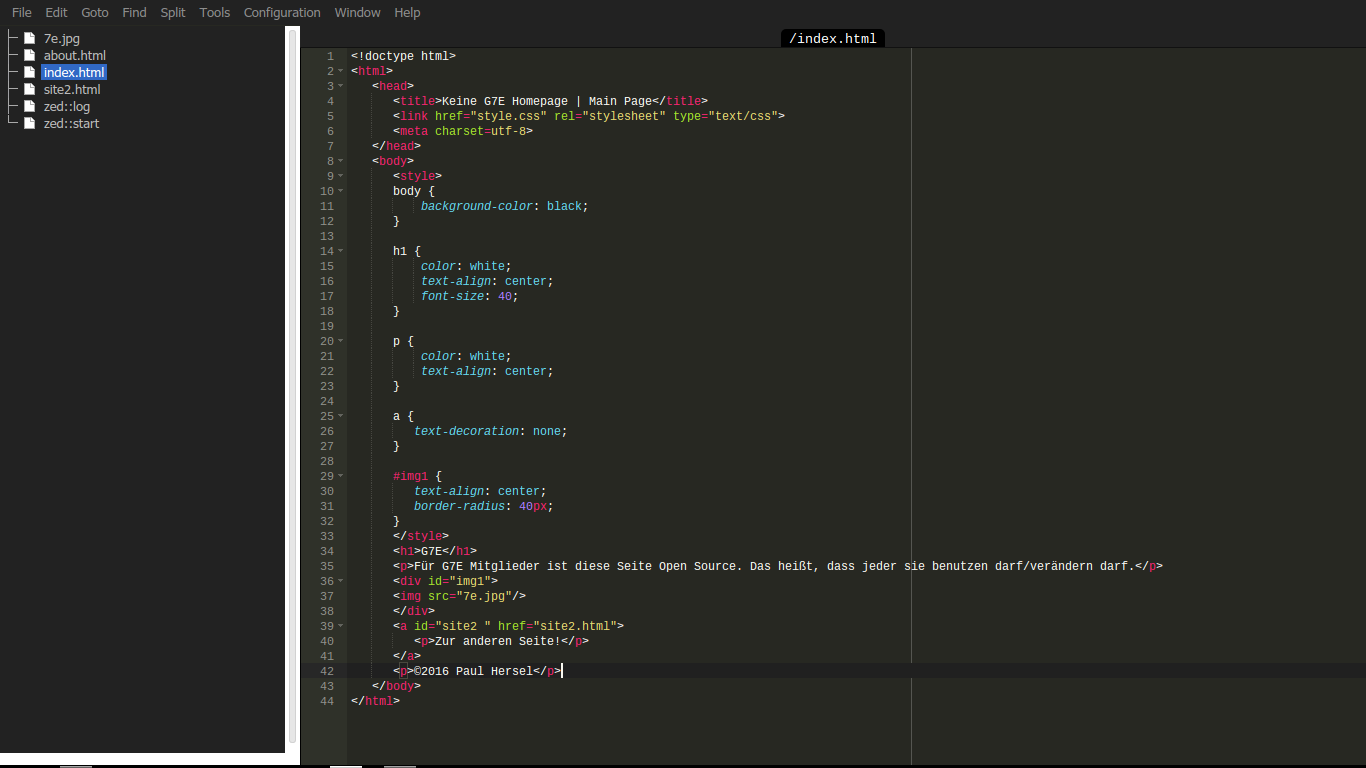 File Edit Goto Find Split Tools Configuration Window Help
7e.jpg
about.html
index.html
site2.html
zed::log
zed::start
/index.html
1 <!doctype html>
2 <html>
3 <head>
4 <title>Keine G7E Homepage | Main Page</title>
5 <link href="style.css" rel="stylesheet" type="text/css">
6 <meta charset=utf-8>
7 </head>
8 <body>
9 <style>
10 body {
11 background-color: black;
12 }
13
14 h1 {
15 color: white;
16 text-align: center;
17 font-size: 40;
18 }
19
20 p {
21 color: white;
22 text-align: center;
23 }
24
25 a {
26 text-decoration: none;
27 }
28
29 #img1 {
30 text-align: center;
31 border-radius: 40px;
32 }
33 </style>
34 <h1>G7E</h1>
35 <p>Für G7E Mitglieder ist diese Seite Open Source. Das heißt, dass jeder sie benutzen darf/verändern darf.</p>
36 <div id="img1">
37 <img src="7e.jpg"/>
38 </div>
39 <a id="site2 " href="site2.html">
40 <p>Zur anderen Seite!</p>
41 </a>
42 <p>©2016 Paul Hersel</p>
43 </body>
44 </html>